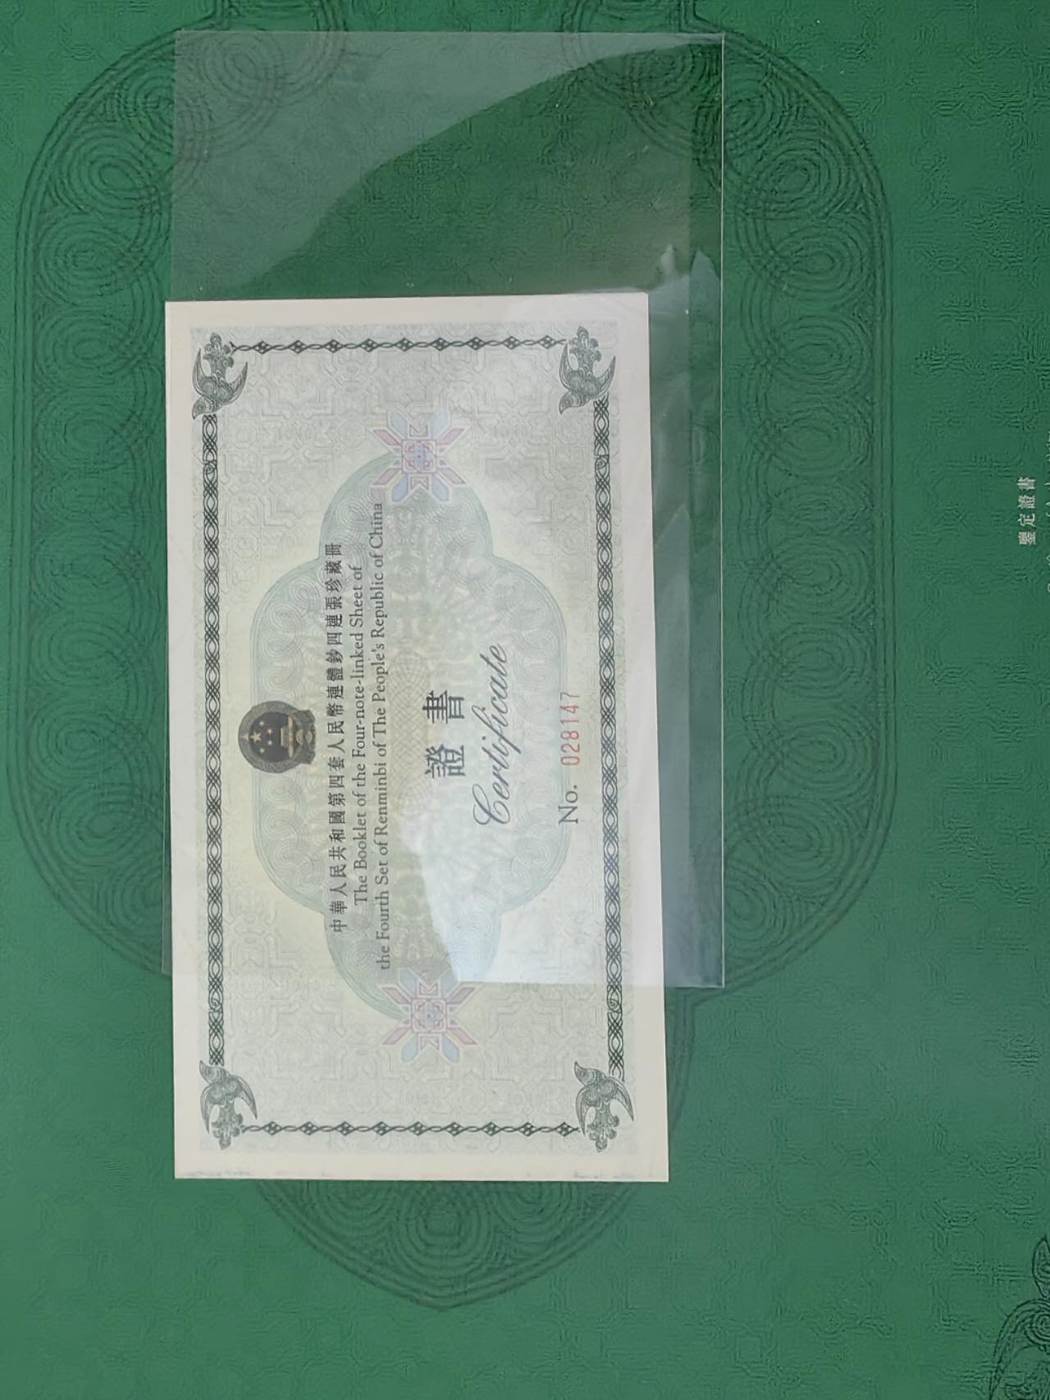 中華人民共和國第四套人民幣連體鈔四連張珍藏冊
The Booklet of the Four-note-linked Sheet of
the Fourth Set of Renminbi of The People's Republic of China
證書
Certificate
No. 028147
鑒定證書